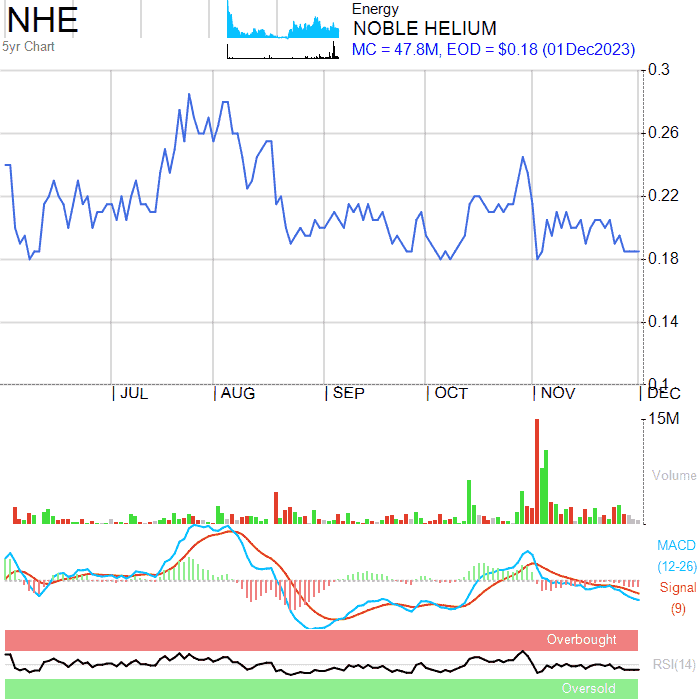 NHE
5yr Chart
Energy
NOBLE HELIUM
MC = 47.8M, EOD = $0.18 (01Dec2023)
0.3
0.26
0.22
0.18
0.14
0.1
JUL AUG SEP OCT NOV DEC
15M
Volume
MACD
(12-26)
Signal
(9)
Overbought
RSI(14)
Oversold